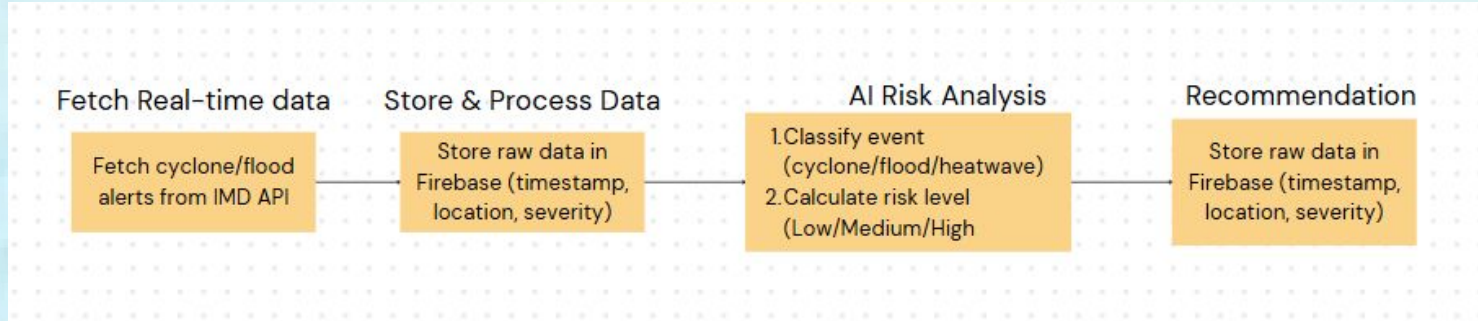 Fetch Real-time data
Fetch cyclone/flood
alerts from IMD API
Store & Process Data
Store raw data in
Firebase (timestamp,
location, severity)
AI Risk Analysis
1.Classify event
(cyclone/flood/heatwave)
2.Calculate risk level
(Low/Medium/High
Recommendation
Store raw data in
Firebase (timestamp,
location, severity)